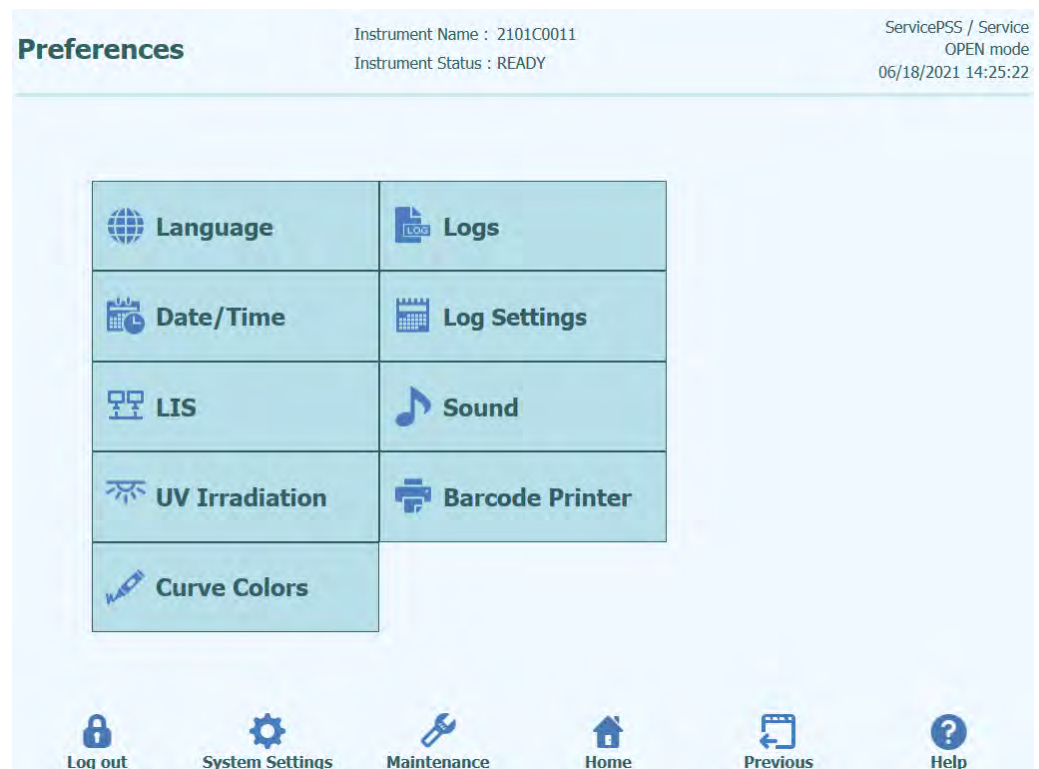 Preferences
Instrument Name : 2101C0011
Instrument Status : READY
ServicePSS / Service
OPEN mode
06/18/2021 14:25:22
Language
LOG
Logs
Date/Time
Log Settings
LIS
Sound
UV Irradiation
Barcode Printer
Curve Colors
Log out
System Settings
Maintenance
Home
Previous
Help